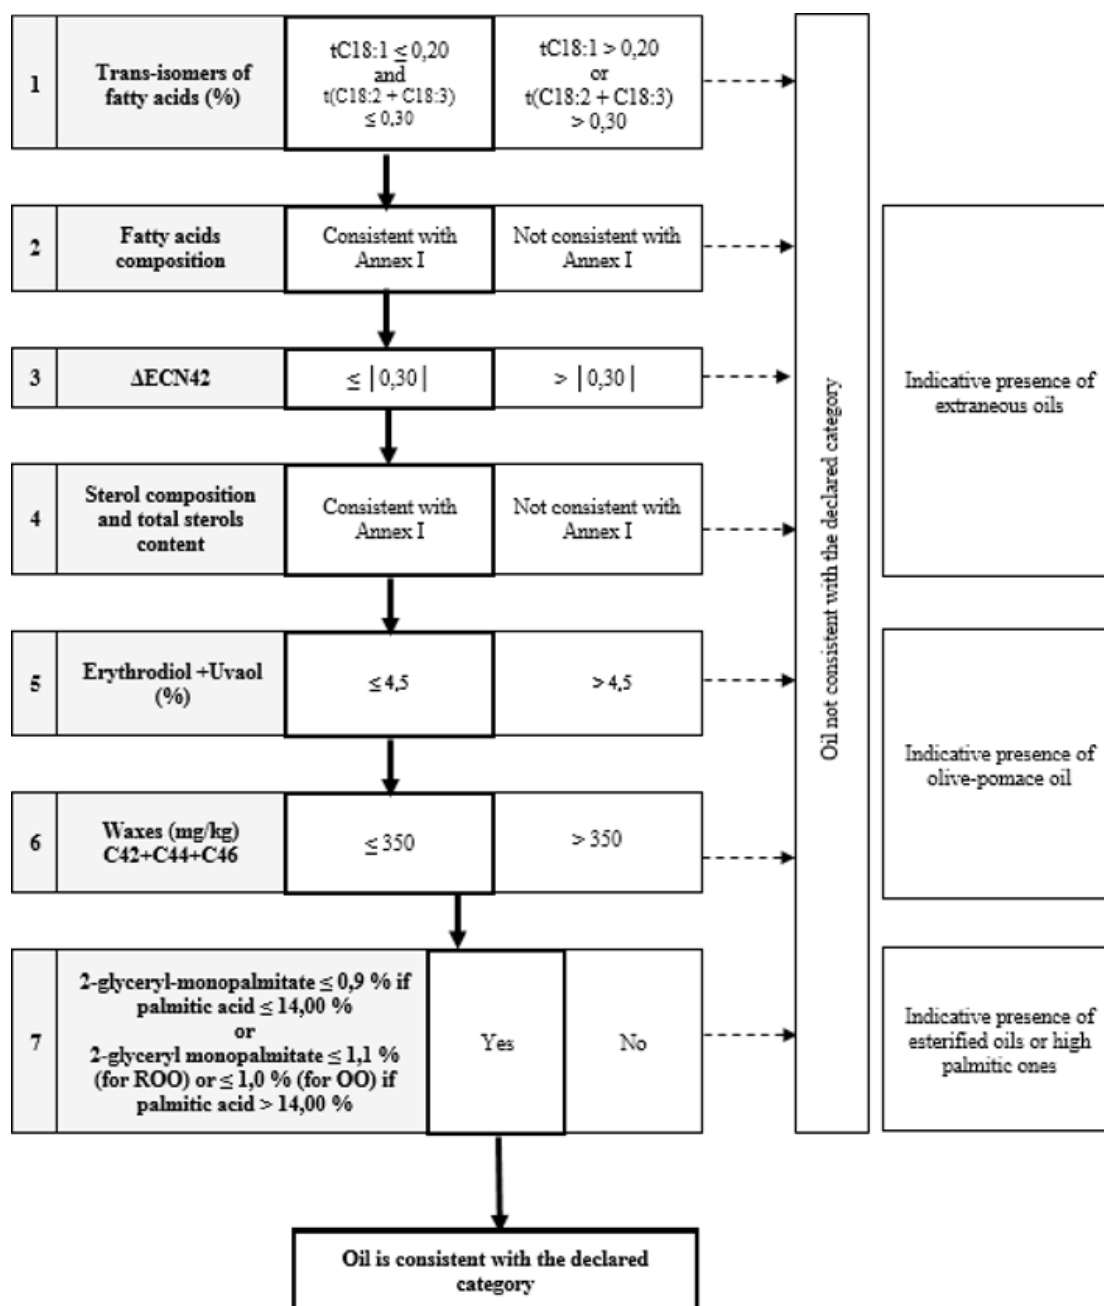 1
Trans-isomers of
fatty acids (%)
tC18:1 ≤ 0,20
and
t(C18:2 + C18:3)
≤ 0,30
tC18:1 > 0,20
or
t(C18:2 + C18:3)
> 0,30
2
Fatty acids
composition
Consistent with
Annex I
Not consistent with
Annex I
3
ΔECN42
≤ |0,30|
> |0,30|
4
Sterol composition
and total sterols
content
Consistent with
Annex I
Not consistent with
Annex I
5
Erythrodiol +Uvaol
(%)
≤ 4,5
> 4,5
6
Waxes (mg/kg)
C42+C44+C46
≤ 350
> 350
7
2-glyceryl-monopalmitate ≤ 0,9 % if
palmitic acid ≤ 14,00 %
or
2-glyceryl monopalmitate ≤ 1,1 %
(for ROO) or ≤ 1,0 % (for OO) if
palmitic acid > 14,00 %
Yes
No
Oil not consistent with the declared category
Indicative presence of
extraneous oils
Indicative presence of
olive-pomace oil
Indicative presence of
esterified oils or high
palmitic ones
Oil is consistent with the declared
category